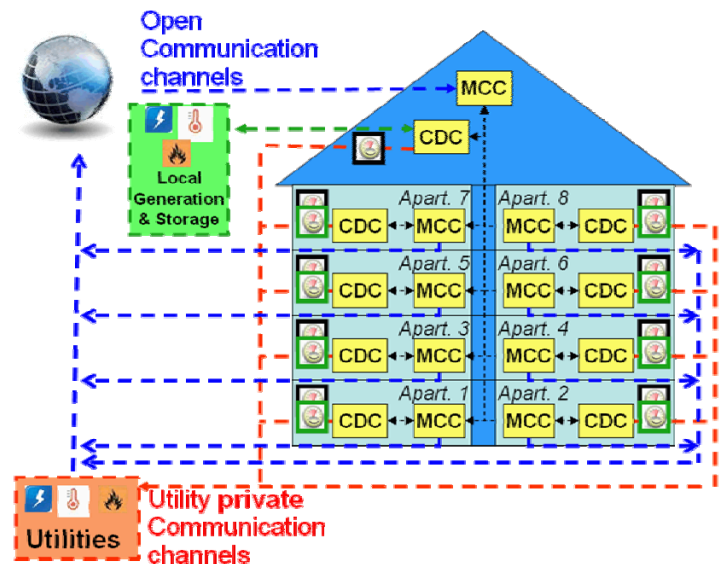 Open
Communication
channels
MCC
CDC
Local
Generation
& Storage
Apart. 7 Apart. 8
CDC MCC MCC CDC
Apart. 5 Apart. 6
CDC MCC MCC CDC
Apart. 3 Apart. 4
CDC MCC MCC CDC
Apart. 1 Apart. 2
CDC MCC MCC CDC
Utilities
Utility private
Communication
channels